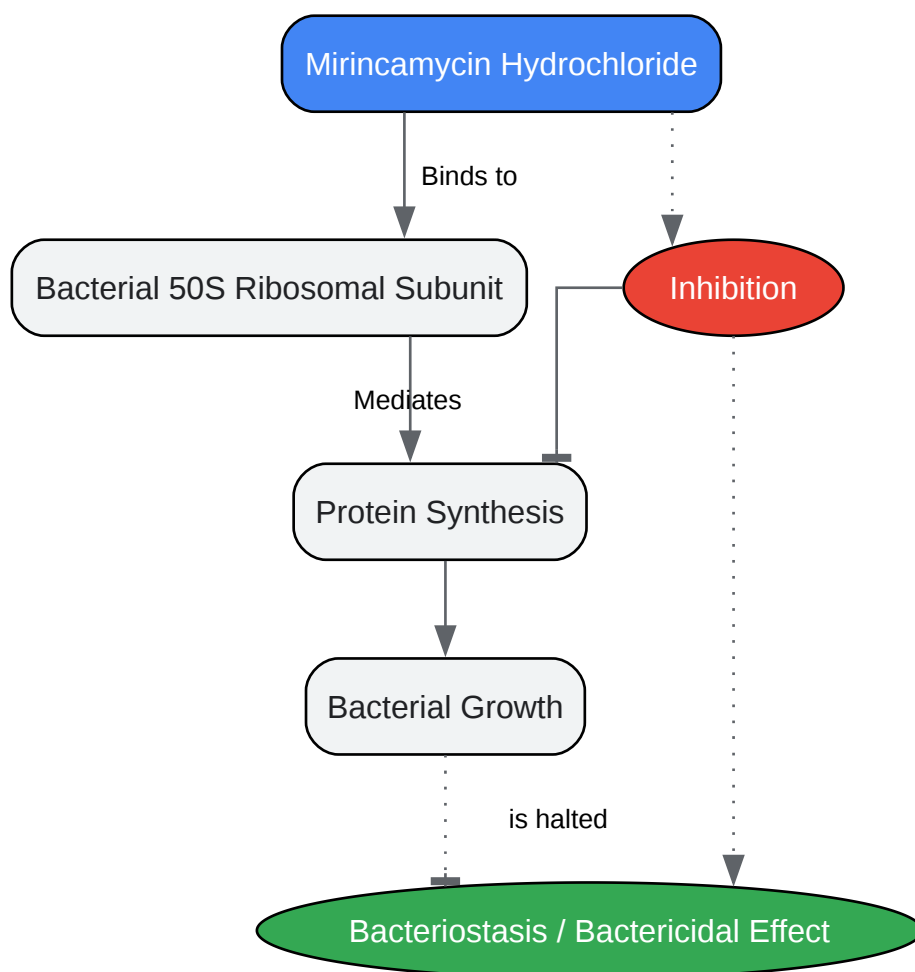 Mirincamycin Hydrochloride
Binds to
Bacterial 50S Ribosomal Subunit
Inhibition
Mediates
Protein Synthesis
Bacterial Growth
is halted
Bacteriostasis / Bactericidal Effect